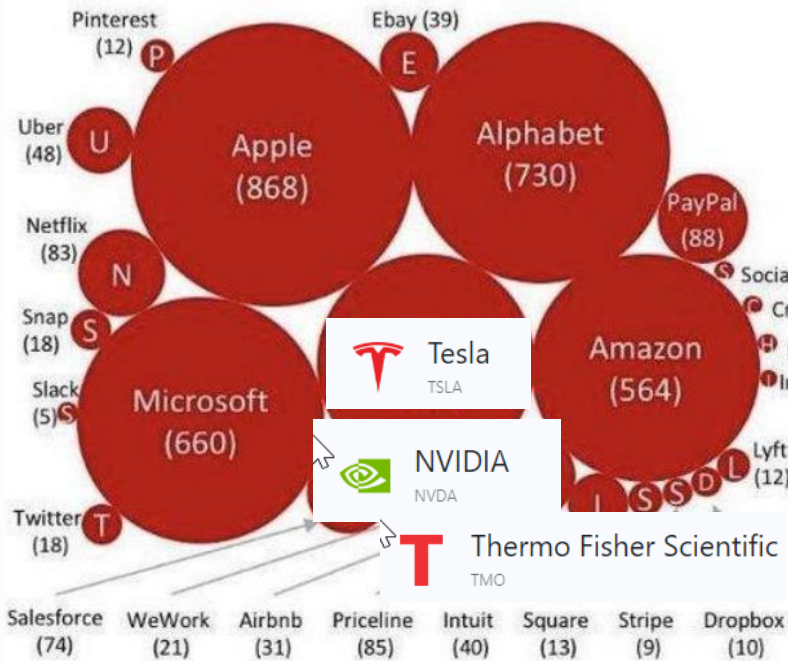 Pinterest
(12)
P
Ebay (39)
E
Uber
(48)
U
Apple
(868)
Alphabet
(730)
PayPal
(88)
Netflix
(83)
N
S
Snap
(18)
S
Tesla
TSLA
Amazon
(564)
H
Slack
(5)
S
Microsoft
(660)
NVIDIA
NVDA
Lyft
(12)
L
D
S
S
Twitter
(18)
T
T
Thermo Fisher Scientific
TMO
Salesforce
(74)
WeWork
(21)
Airbnb
(31)
Priceline
(85)
Intuit
(40)
Square
(13)
Stripe
(9)
Dropbox
(10)